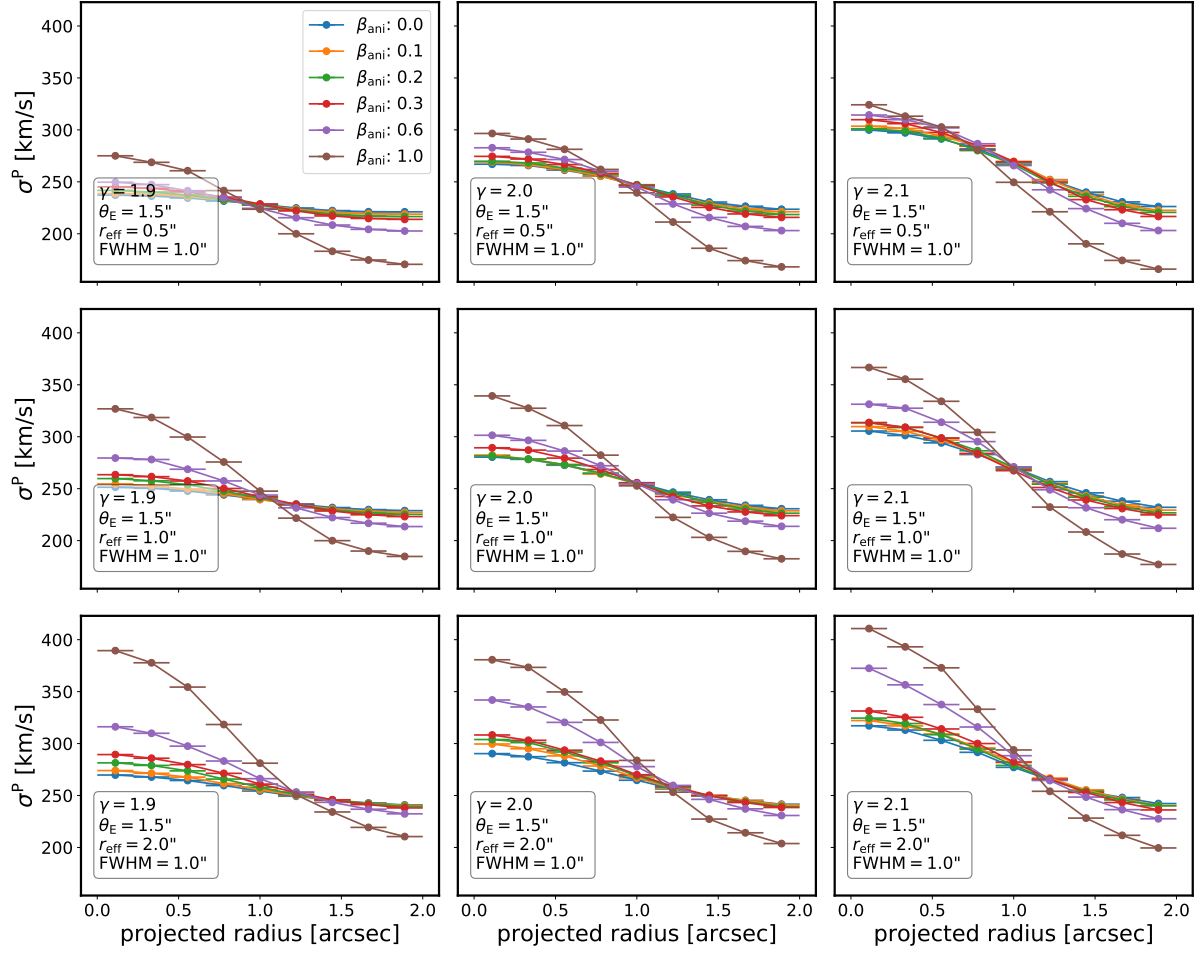 400
350
300
250
200
σᴾ [km/s]
β_ani: 0.0
β_ani: 0.1
β_ani: 0.2
β_ani: 0.3
β_ani: 0.6
β_ani: 1.0
γ = 1.9
θ_E = 1.5"
r_eff = 0.5"
FWHM = 1.0"
γ = 2.0
θ_E = 1.5"
r_eff = 0.5"
FWHM = 1.0"
γ = 2.1
θ_E = 1.5"
r_eff = 0.5"
FWHM = 1.0"
400
350
300
250
200
σᴾ [km/s]
γ = 1.9
θ_E = 1.5"
r_eff = 1.0"
FWHM = 1.0"
γ = 2.0
θ_E = 1.5"
r_eff = 1.0"
FWHM = 1.0"
γ = 2.1
θ_E = 1.5"
r_eff = 1.0"
FWHM = 1.0"
400
350
300
250
200
σᴾ [km/s]
γ = 1.9
θ_E = 1.5"
r_eff = 2.0"
FWHM = 1.0"
γ = 2.0
θ_E = 1.5"
r_eff = 2.0"
FWHM = 1.0"
γ = 2.1
θ_E = 1.5"
r_eff = 2.0"
FWHM = 1.0"
0.0 0.5 1.0 1.5 2.0
0.0 0.5 1.0 1.5 2.0
0.0 0.5 1.0 1.5 2.0
projected radius [arcsec]
projected radius [arcsec]
projected radius [arcsec]